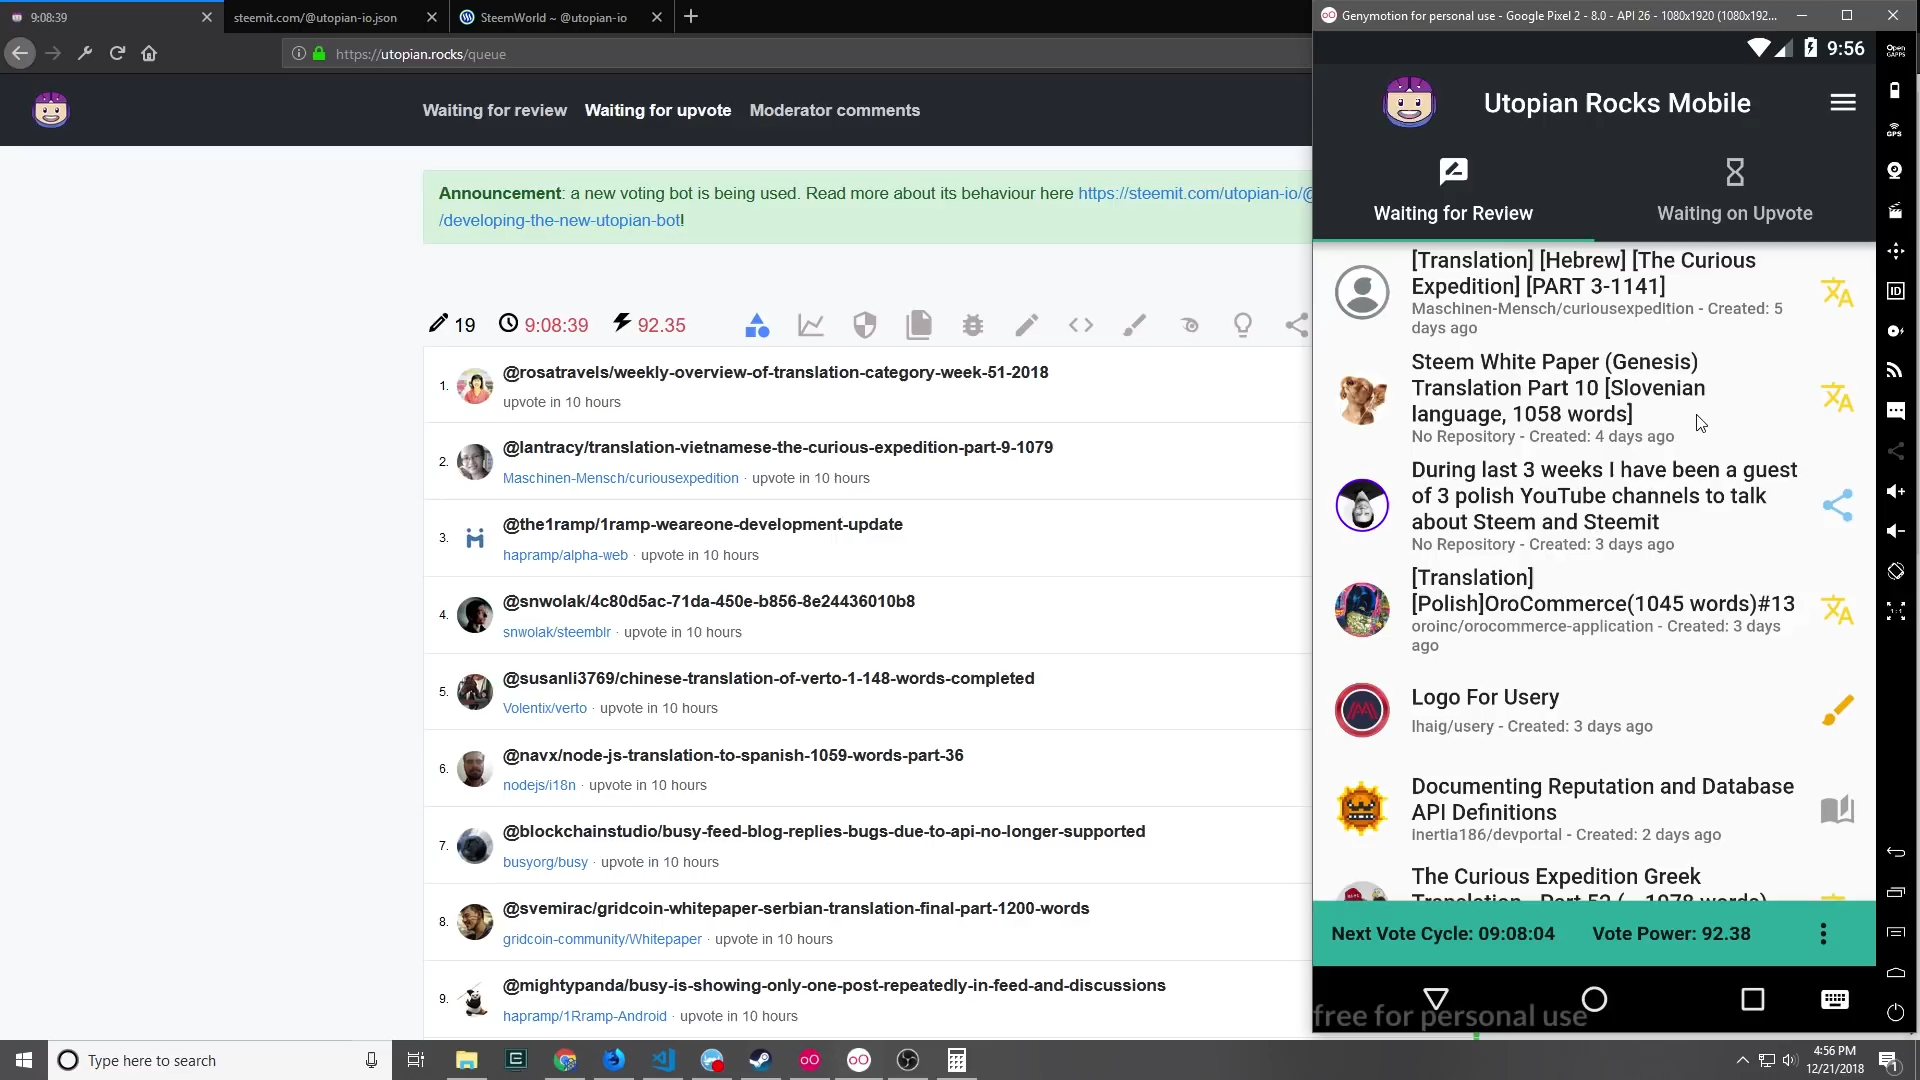 9:08:39
steemit.com/@utopian-io.json
SteemWorld ~ @utopian-io
https://utopian.rocks/queue
Waiting for review
Waiting for upvote
Moderator comments
Announcement: a new voting bot is being used. Read more about its behaviour here https://steemit.com/utopian-io/@
/developing-the-new-utopian-bot!
19
9:08:39
92.35
1.
@rosatravels/weekly-overview-of-translation-category-week-51-2018
upvote in 10 hours
2.
@lantracy/translation-vietnamese-the-curious-expedition-part-9-1079
Maschinen-Mensch/curiousexpedition · upvote in 10 hours
3.
@the1ramp/1ramp-weareone-development-update
hapramp/alpha-web · upvote in 10 hours
4.
@snwolak/4c80d5ac-71da-450e-b856-8e24436010b8
snwolak/steemblr · upvote in 10 hours
5.
@susanli3769/chinese-translation-of-verto-1-148-words-completed
Volentix/verto · upvote in 10 hours
6.
@navx/node-js-translation-to-spanish-1059-words-part-36
nodejs/i18n · upvote in 10 hours
7.
@blockchainstudio/busy-feed-blog-replies-bugs-due-to-api-no-longer-supported
busyorg/busy · upvote in 10 hours
8.
@svemirac/gridcoin-whitepaper-serbian-translation-final-part-1200-words
gridcoin-community/Whitepaper · upvote in 10 hours
9.
@mightypanda/busy-is-showing-only-one-post-repeatedly-in-feed-and-discussions
hapramp/1Rramp-Android · upvote in 10 hours
Genymotion for personal use - Google Pixel 2 - 8.0 - API 26 - 1080x1920 (1080x192...
9:56
Utopian Rocks Mobile
Waiting for Review
Waiting on Upvote
[Translation] [Hebrew] [The Curious
Expedition] [PART 3-1141]
Maschinen-Mensch/curiousexpedition - Created: 5
days ago
Steem White Paper (Genesis)
Translation Part 10 [Slovenian
language, 1058 words]
No Repository - Created: 4 days ago
During last 3 weeks I have been a guest
of 3 polish YouTube channels to talk
about Steem and Steemit
No Repository - Created: 3 days ago
[Translation]
[Polish]OroCommerce(1045 words)#13
oroinc/orocommerce-application - Created: 3 days
ago
Logo For Usery
lhaig/usery - Created: 3 days ago
Documenting Reputation and Database
API Definitions
inertia186/devportal - Created: 2 days ago
The Curious Expedition Greek
Translation - Part 52 ( 1078 words)
Next Vote Cycle: 09:08:04
Vote Power: 92.38
free for personal use
Open
GAPPS
GPS
ID
1:1
Type here to search
4:56 PM
12/21/2018
1